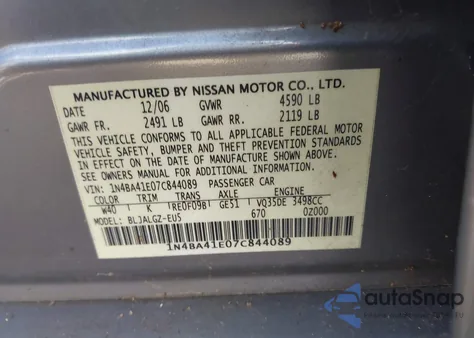 MANUFACTURED BY NISSAN MOTOR CO., LTD.
DATE 12/06 GVWR 4590 LB
GAWR FR. 2491 LB GAWR RR. 2119 LB
THIS VEHICLE CONFORMS TO ALL APPLICABLE FEDERAL MOTOR
VEHICLE SAFETY, BUMPER AND THEFT PREVENTION STANDARDS
IN EFFECT ON THE DATE OF MANUFACTURE SHOWN ABOVE.
SEE OWNERS MANUAL FOR ADDITIONAL INFORMATION
VIN: 1N4BA41E07C844089 PASSENGER CAR
COLOR TRIM TRANS AXLE ENGINE
W40 K RE0F09B GE51 VQ35DE 3498CC
MODEL: BLJALGZ-EU5 670 0Z000
1N4BA41E07C844089
autaSnap